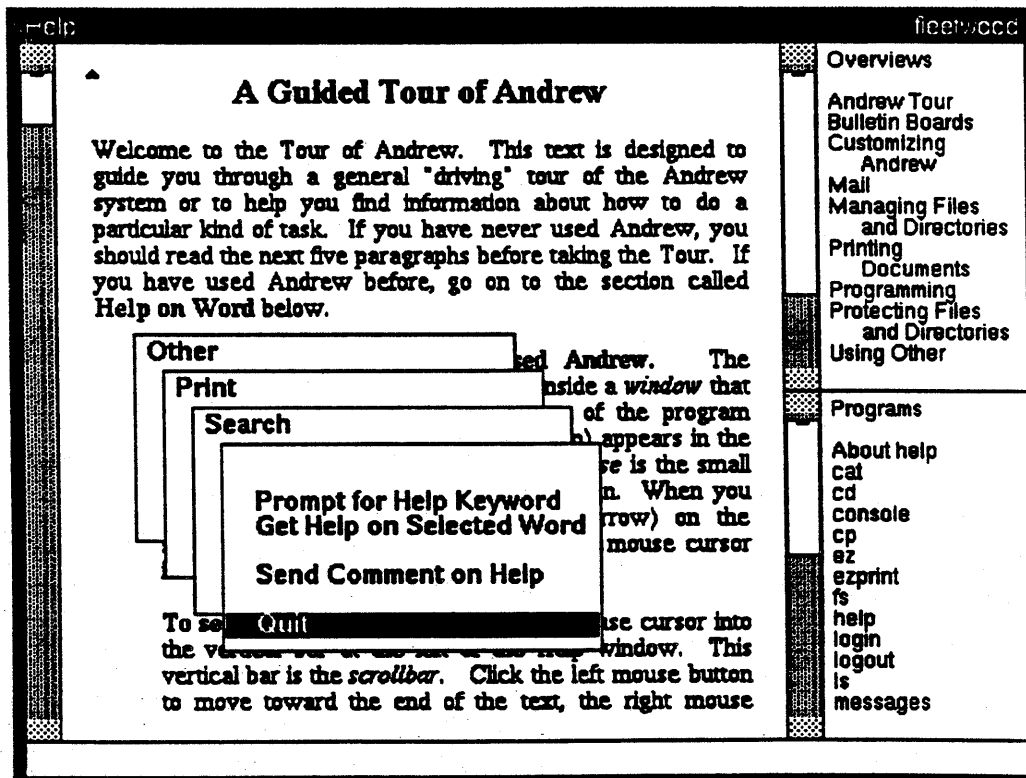 Help
fleetwood
A Guided Tour of Andrew
Welcome to the Tour of Andrew. This text is designed to
guide you through a general "driving" tour of the Andrew
system or to help you find information about how to do a
particular kind of task. If you have never used Andrew, you
should read the next five paragraphs before taking the Tour. If
you have used Andrew before, go on to the section called
Help on Word below.
sed Andrew. The
nside a window that
of the program
n) appears in the
se is the small
n. When you
rrow) on the
mouse cursor
To se
use cursor into
the window. This
vertical bar is the scrollbar. Click the left mouse button
to move toward the end of the text, the right mouse
Other
Print
Search
Prompt for Help Keyword
Get Help on Selected Word
Send Comment on Help
Quit
Overviews
Andrew Tour
Bulletin Boards
Customizing
Andrew
Mail
Managing Files
and Directories
Printing
Documents
Programming
Protecting Files
and Directories
Using Other
Programs
About help
cat
cd
console
cp
ez
ezprint
fs
help
login
logout
ls
messages